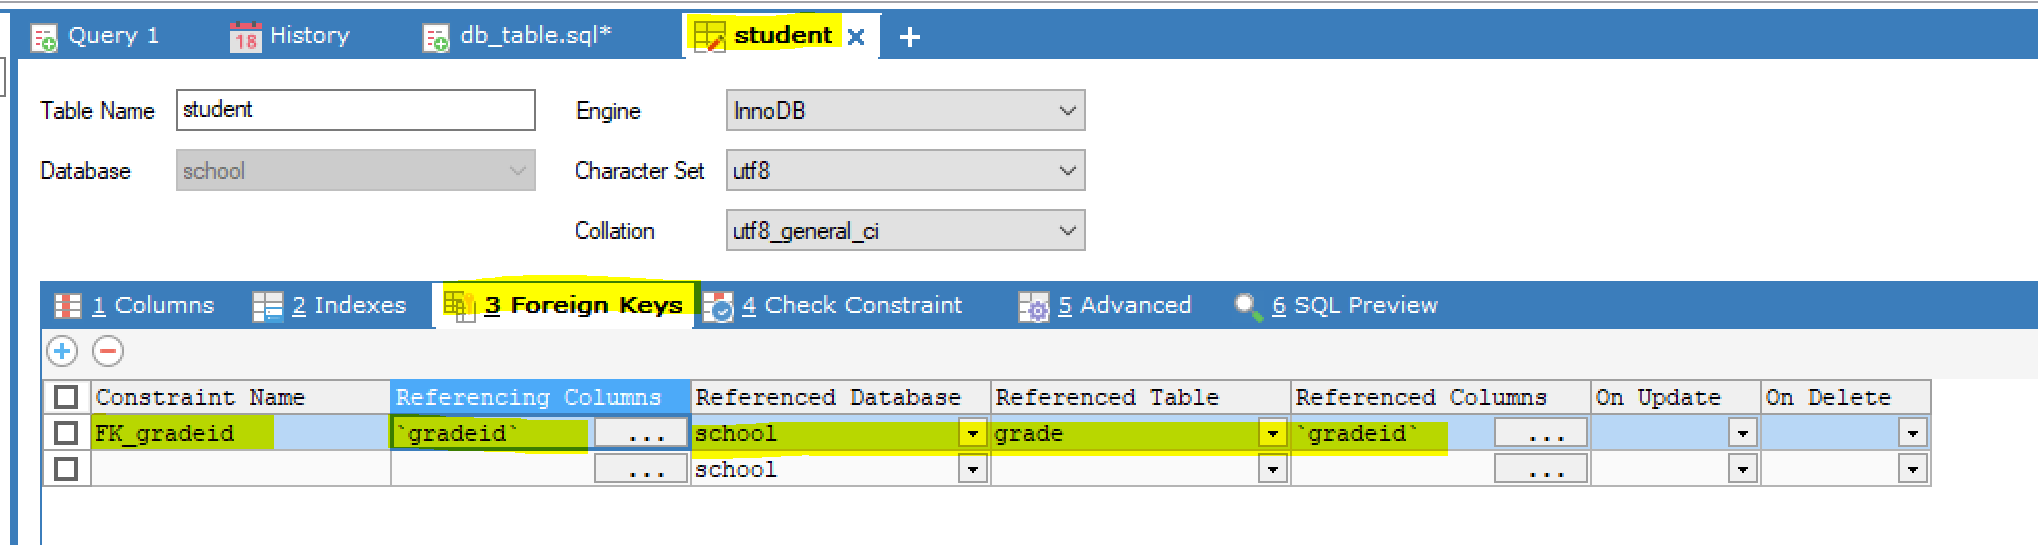 Query 1 History db_table.sql* student
18
Table Name student Engine InnoDB
Database school Character Set utf8
Collation utf8_general_ci
1 Columns 2 Indexes 3 Foreign Keys 4 Check Constraint 5 Advanced 6 SQL Preview
Constraint Name Referencing Columns Referenced Database Referenced Table Referenced Columns On Update On Delete
FK_gradeid `gradeid` ... school grade `gradeid` ...
... school ...